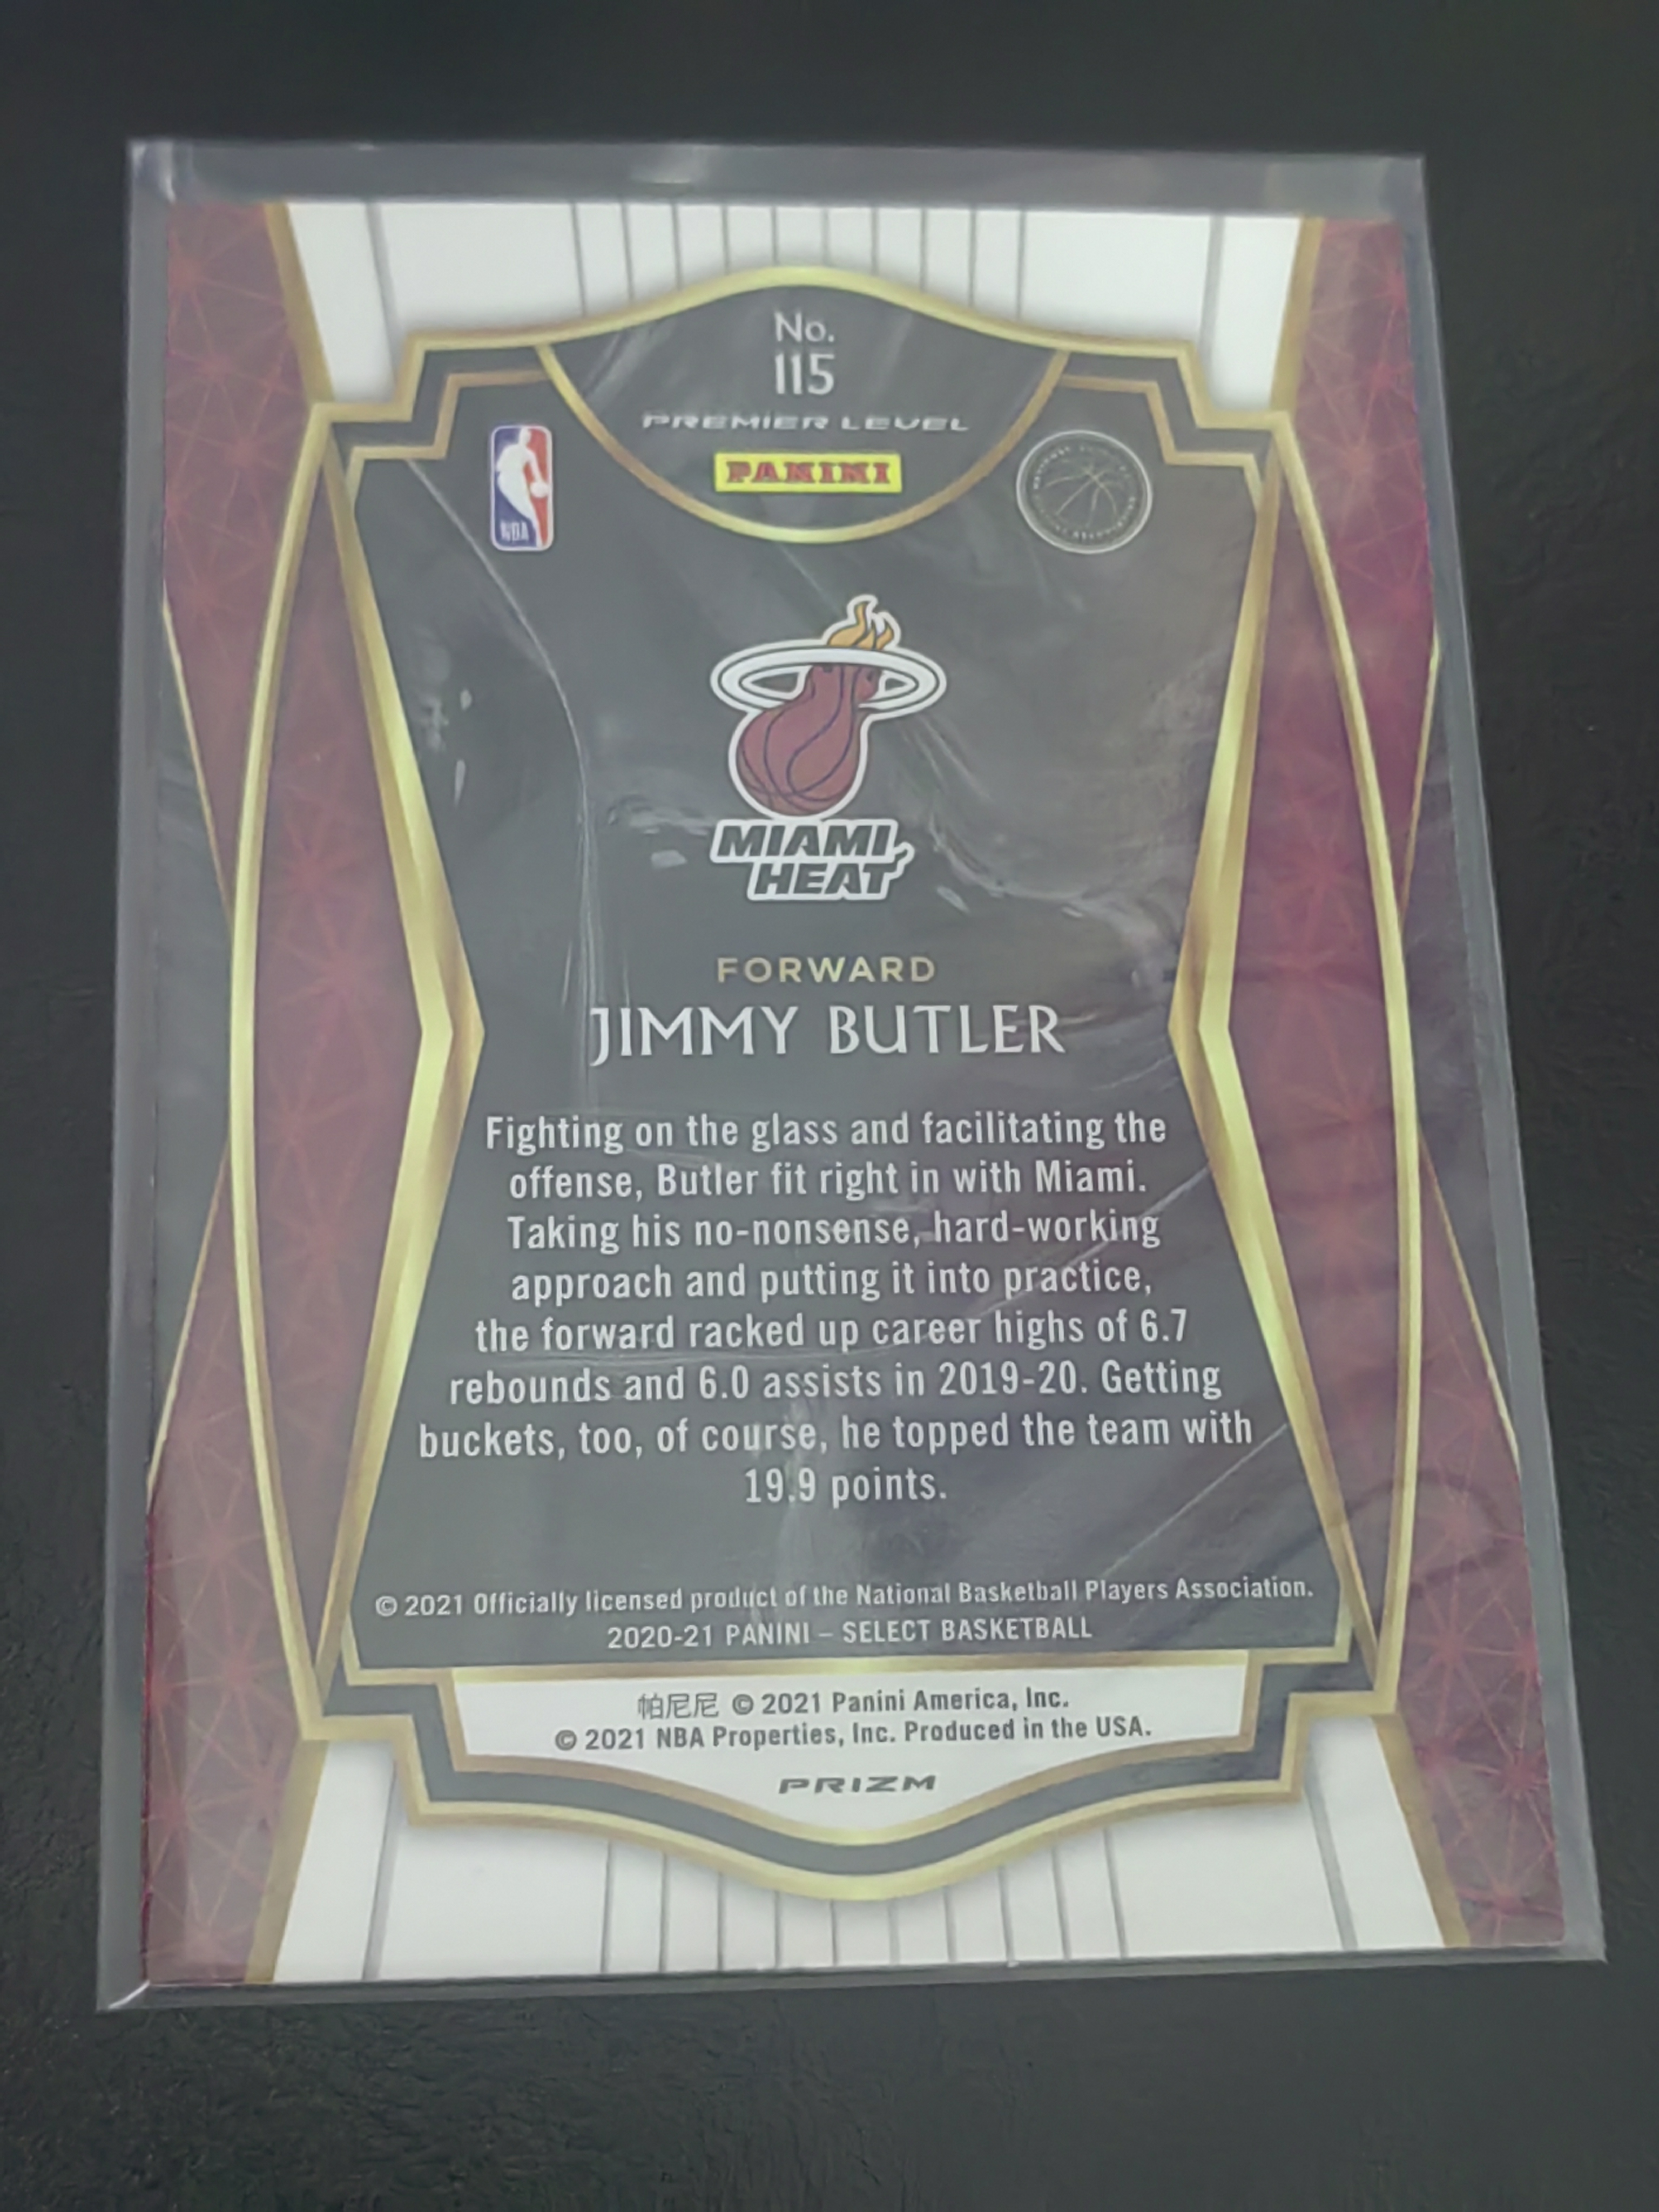 No.
115
PREMIER LEVEL
PANINI
NBA
MIAMI
HEAT
FORWARD
JIMMY BUTLER
Fighting on the glass and facilitating the
offense, Butler fit right in with Miami.
Taking his no-nonsense, hard-working
approach and putting it into practice,
the forward racked up career highs of 6.7
rebounds and 6.0 assists in 2019-20. Getting
buckets, too, of course, he topped the team with
19.9 points.
© 2021 Officially licensed product of the National Basketball Players Association.
2020-21 PANINI – SELECT BASKETBALL
帕尼尼 © 2021 Panini America, Inc.
© 2021 NBA Properties, Inc. Produced in the USA.
PRIZM